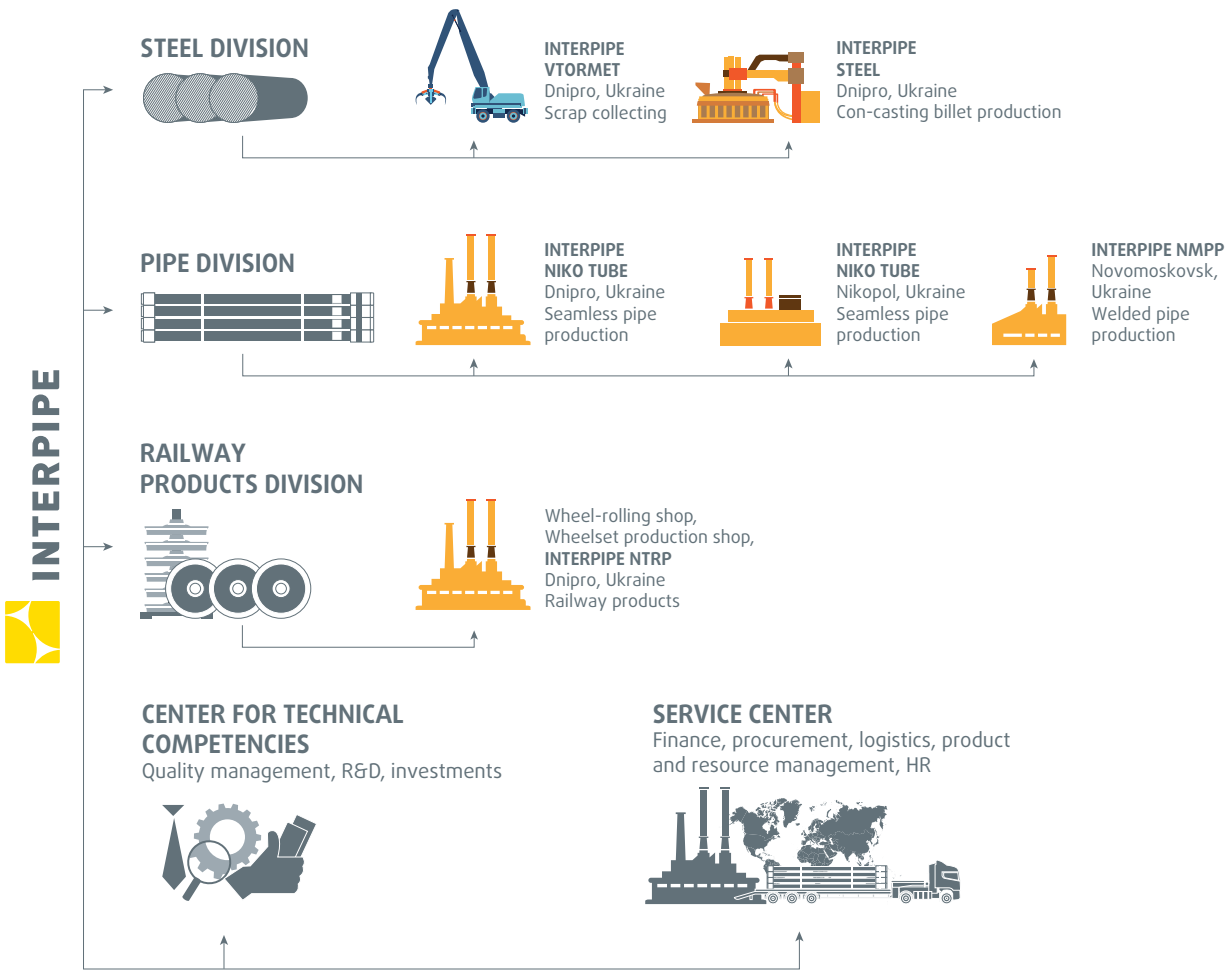 INTERPIPE
STEEL DIVISION
INTERPIPE
VTORMET
Dnipro, Ukraine
Scrap collecting
INTERPIPE
STEEL
Dnipro, Ukraine
Con-casting billet production
PIPE DIVISION
INTERPIPE
NIKO TUBE
Dnipro, Ukraine
Seamless pipe
production
INTERPIPE
NIKO TUBE
Nikopol, Ukraine
Seamless pipe
production
INTERPIPE NMPP
Novomoskovsk,
Ukraine
Welded pipe
production
RAILWAY
PRODUCTS DIVISION
Wheel-rolling shop,
Wheelset production shop,
INTERPIPE NTRP
Dnipro, Ukraine
Railway products
CENTER FOR TECHNICAL
COMPETENCIES
Quality management, R&D, investments
SERVICE CENTER
Finance, procurement, logistics, product
and resource management, HR